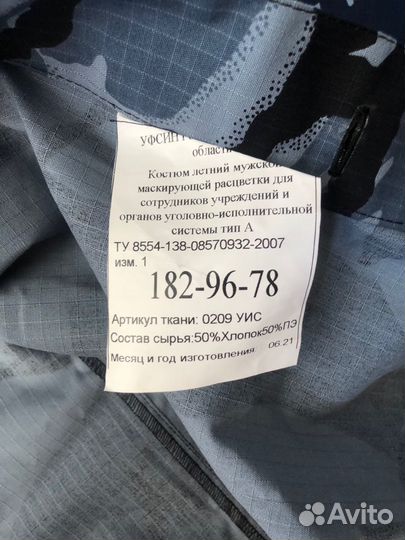 УФСИН
области
Костюм летний мужской
маскирующей расцветки для
сотрудников учреждений и
органов уголовно-исполнительной
системы тип А
ТУ 8554-138-08570932-2007
изм. 1
182-96-78
Артикул ткани: 0209 УИС
Состав сырья:50%Хлопок50%ПЭ
Месяц и год изготовления 06.21
Avito